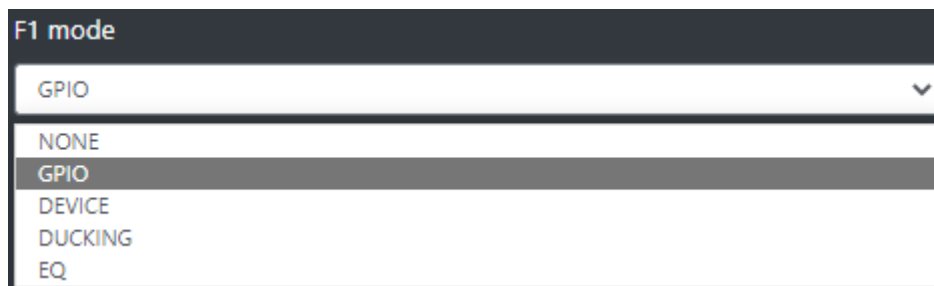 F1 mode
GPIO
NONE
GPIO
DEVICE
DUCKING
EQ